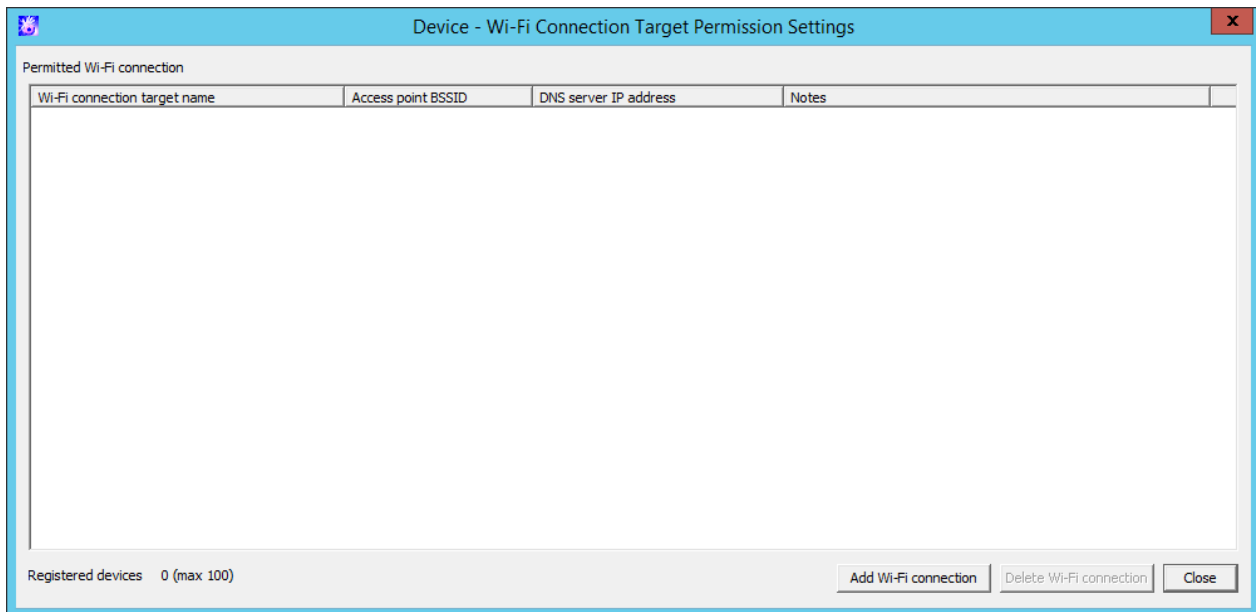 Device - Wi-Fi Connection Target Permission Settings
x
Permitted Wi-Fi connection
Wi-Fi connection target name Access point BSSID DNS server IP address Notes
Registered devices 0 (max 100) Add Wi-Fi connection Delete Wi-Fi connection Close